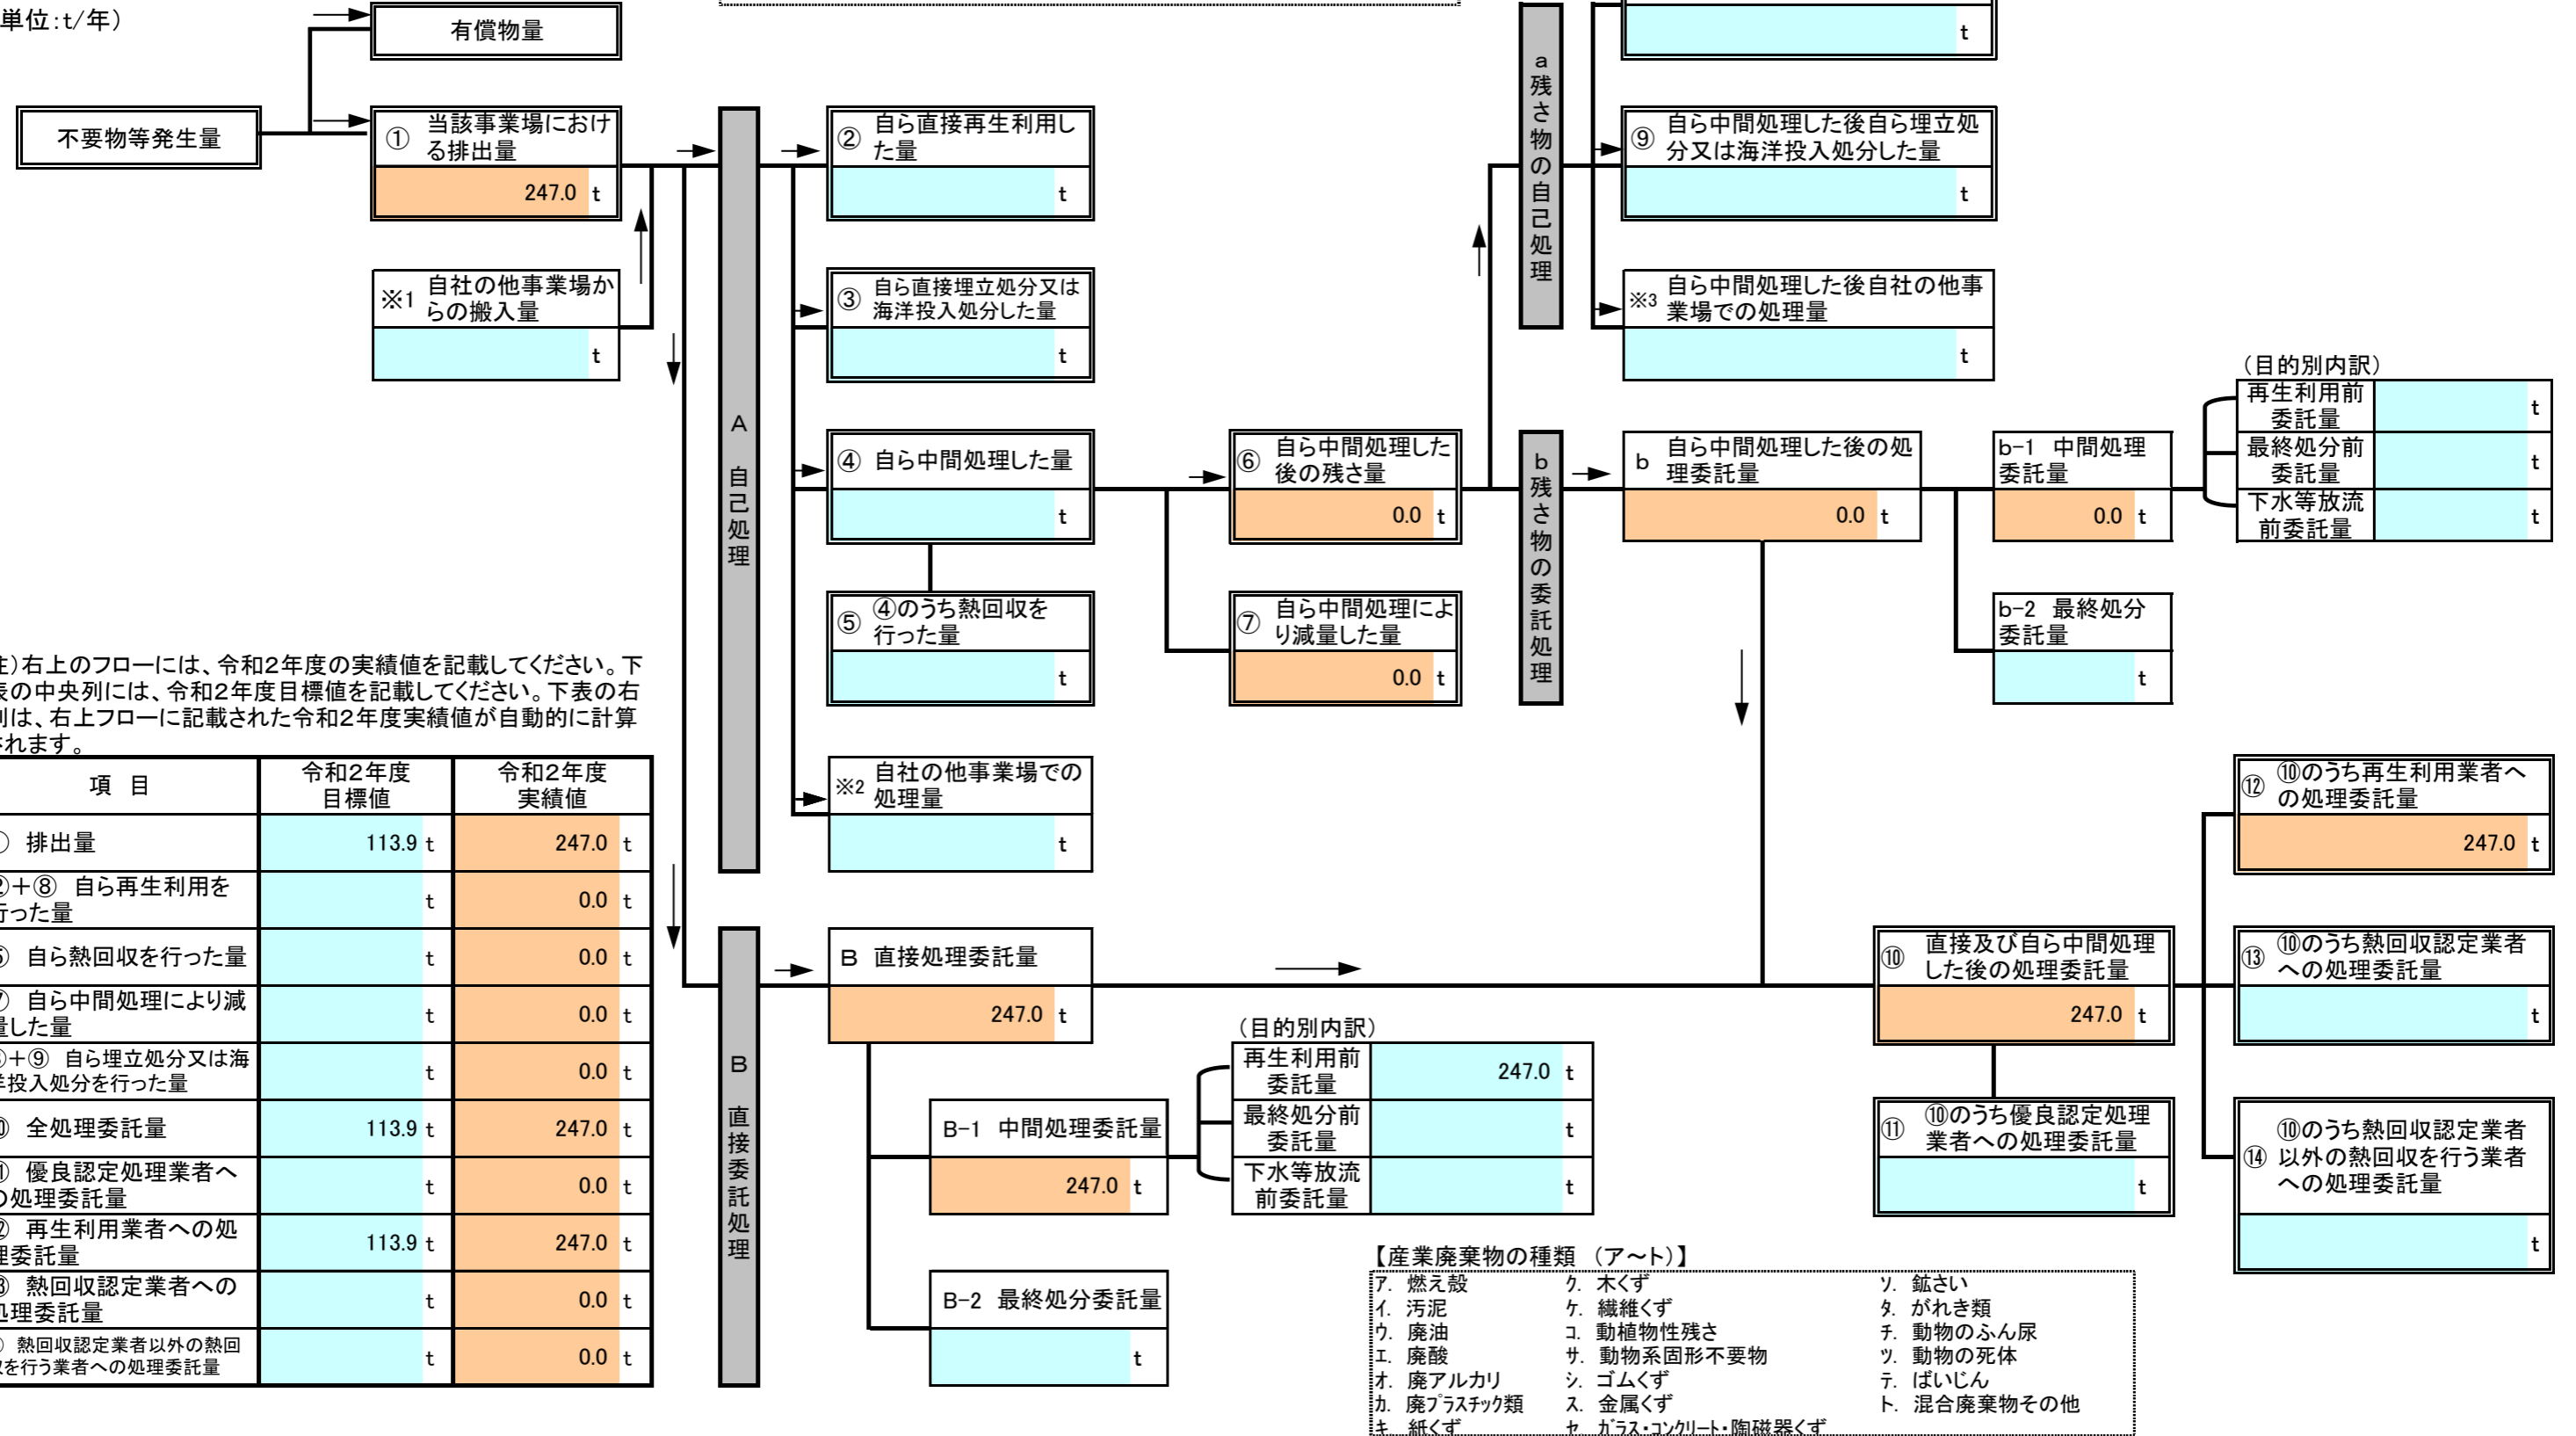 単位:t/年)
有償物量
t
不要物等発生量
① 当該事業場におけ
る排出量
247.0 t
② 自ら直接再生利用し
た量
t
a 残さ物の自己処理
⑨ 自ら中間処理した後自ら埋立処
分又は海洋投入処分した量
t
※1 自社の他事業場か
らの搬入量
t
③ 自ら直接埋立処分又は
海洋投入処分した量
t
※3 自ら中間処理した後自社の他事
業場での処理量
t
A 自己処理
④ 自ら中間処理した量
t
⑥ 自ら中間処理した
後の残さ量
0.0 t
b 残さ物の委託処理
b 自ら中間処理した後の処
理委託量
0.0 t
b-1 中間処理
委託量
0.0 t
(目的別内訳)
再生利用前
委託量
t
最終処分前
委託量
t
下水等放流
前委託量
t
⑤ ④のうち熱回収を
行った量
t
⑦ 自ら中間処理によ
り減量した量
0.0 t
b-2 最終処分
委託量
t
※2 自社の他事業場での
処理量
t
注)右上のフローには、令和2年度の実績値を記載してください。下
表の中央列には、令和2年度目標値を記載してください。下表の右
列は、右上フローに記載された令和2年度実績値が自動的に計算
されます。
項 目 令和2年度 目標値 令和2年度 実績値
① 排出量 113.9 t 247.0 t
②+⑧ 自ら再生利用を
行った量 t 0.0 t
⑤ 自ら熱回収を行った量 t 0.0 t
⑦ 自ら中間処理により減
量した量 t 0.0 t
③+⑨ 自ら埋立処分又は海
洋投入処分を行った量 t 0.0 t
⑩ 全処理委託量 113.9 t 247.0 t
⑪ 優良認定処理業者へ
の処理委託量 t 0.0 t
⑫ 再生利用業者への処
理委託量 113.9 t 247.0 t
⑬ 熱回収認定業者への
処理委託量 t 0.0 t
⑭ 熱回収認定業者以外の熱回
収を行う業者への処理委託量 t 0.0 t
B 直接委託処理
B 直接処理委託量
247.0 t
B-1 中間処理委託量
247.0 t
(目的別内訳)
再生利用前
委託量
247.0 t
最終処分前
委託量
t
下水等放流
前委託量
t
B-2 最終処分委託量
t
⑩ 直接及び自ら中間処理
した後の処理委託量
247.0 t
⑪ ⑩のうち優良認定処理
業者への処理委託量
t
⑫ ⑩のうち再生利用業者へ
の処理委託量
247.0 t
⑬ ⑩のうち熱回収認定業者
への処理委託量
t
⑭ ⑩のうち熱回収認定業者
以外の熱回収を行う業者
への処理委託量
t
【産業廃棄物の種類 (ア~ト)】
ア. 燃え殻 ク. 木くず ソ. 鉱さい
イ. 汚泥 ケ. 繊維くず タ. がれき類
ウ. 廃油 コ. 動植物性残さ チ. 動物のふん尿
エ. 廃酸 サ. 動物系固形不要物 ツ. 動物の死体
オ. 廃アルカリ シ. ゴムくず テ. ばいじん
カ. 廃プラスチック類 ス. 金属くず ト. 混合廃棄物その他
キ 紙くず セ ガラス・コンクリート・陶磁器くず